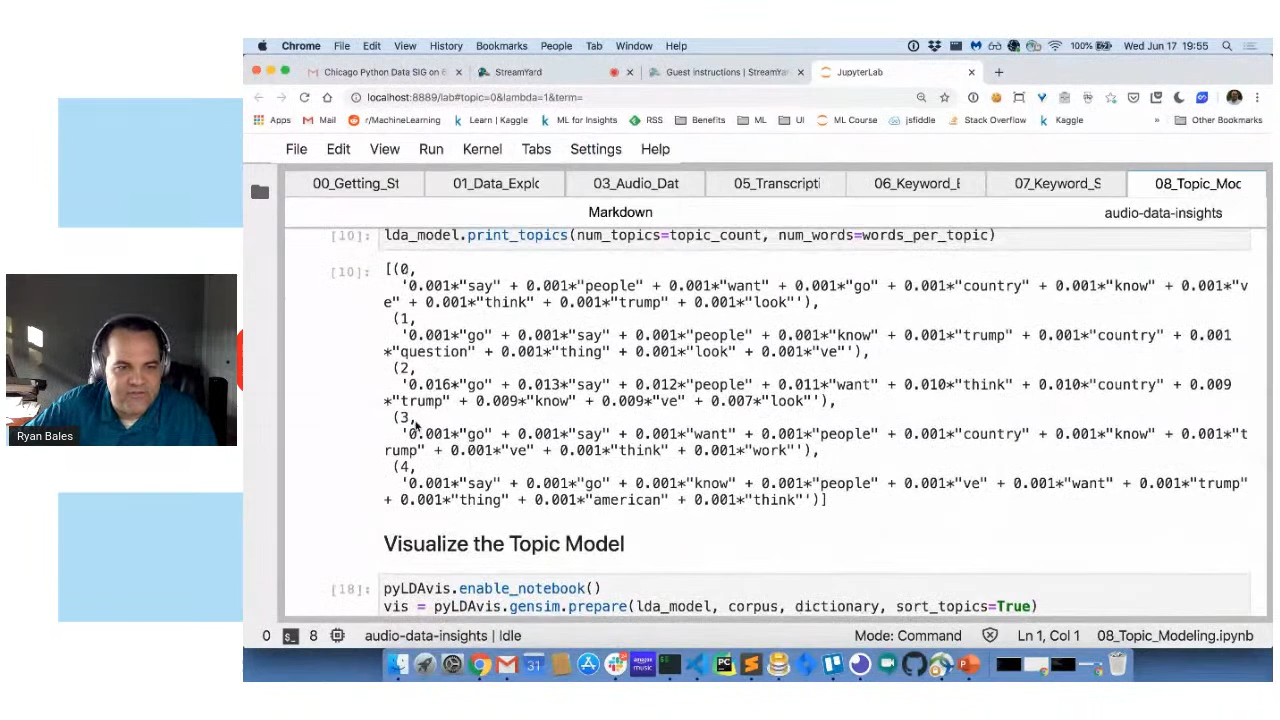 Chrome File Edit View History Bookmarks People Tab Window Help 100% Wed Jun 17 19:55
Chicago Python Data SIG on 6 StreamYard Guest Instructions | StreamYar JupyterLab
localhost:8889/lab#topic=0&lambda=1&term=
Apps Mail r/MachineLearning Learn | Kaggle ML for Insights RSS Benefits ML UI ML Course jsfiddle Stack Overflow Kaggle » Other Bookmarks
File Edit View Run Kernel Tabs Settings Help
00_Getting_St 01_Data_Explc 03_Audio_Dat 05_Transcripti 06_Keyword_E 07_Keyword_S 08_Topic_Moc
Markdown audio-data-insights
[10]: lda_model.print_topics(num_topics=topic_count, num_words=words_per_topic)
[10]: [(0,
'0.001*"say" + 0.001*"people" + 0.001*"want" + 0.001*"go" + 0.001*"country" + 0.001*"know" + 0.001*"v
e" + 0.001*"think" + 0.001*"trump" + 0.001*"look"'),
(1,
'0.001*"go" + 0.001*"say" + 0.001*"people" + 0.001*"know" + 0.001*"trump" + 0.001*"country" + 0.001
*"question" + 0.001*"thing" + 0.001*"look" + 0.001*"ve"'),
(2,
'0.016*"go" + 0.013*"say" + 0.012*"people" + 0.011*"want" + 0.010*"think" + 0.010*"country" + 0.009
*"trump" + 0.009*"know" + 0.009*"ve" + 0.007*"look"'),
(3,
'0.001*"go" + 0.001*"say" + 0.001*"want" + 0.001*"people" + 0.001*"country" + 0.001*"know" + 0.001*"t
rump" + 0.001*"ve" + 0.001*"think" + 0.001*"work"'),
(4,
'0.001*"say" + 0.001*"go" + 0.001*"know" + 0.001*"people" + 0.001*"ve" + 0.001*"want" + 0.001*"trump"
+ 0.001*"thing" + 0.001*"american" + 0.001*"think"')]
Ryan Bales
Visualize the Topic Model
[18]: pyLDAvis.enable_notebook()
vis = pyLDAvis.gensim.prepare(lda_model, corpus, dictionary, sort_topics=True)
0 8 audio-data-insights | Idle Mode: Command Ln 1, Col 1 08_Topic_Modeling.ipynb
31 amazon music PC